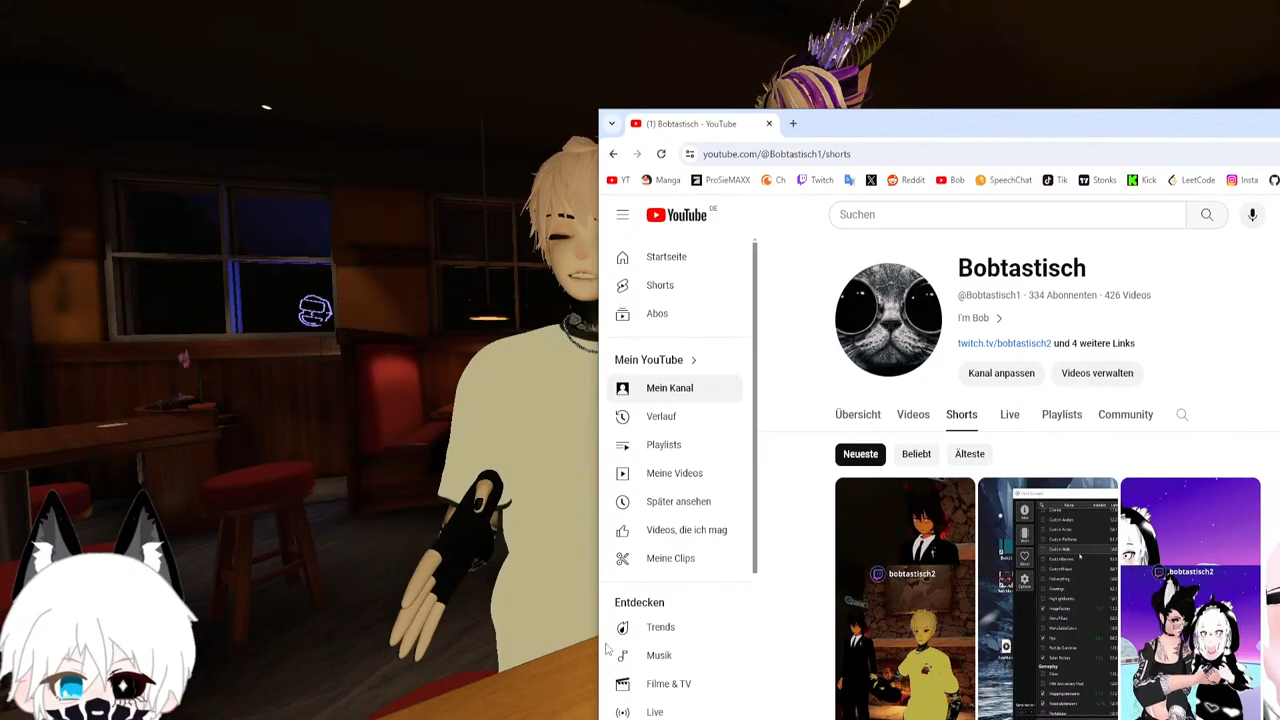 (1) Bobtastisch - YouTube
youtube.com/@Bobtastisch1/shorts
YT Manga ProSieMAXX Ch Twitch Reddit Bob SpeechChat Tik Stonks Kick LeetCode Insta
YouTube DE
Suchen
Startseite
Shorts
Abos
Mein YouTube
Mein Kanal
Verlauf
Playlists
Meine Videos
Später ansehen
Videos, die ich mag
Meine Clips
Entdecken
Trends
Musik
Filme & TV
Live
Bobtastisch
@Bobtastisch1 · 334 Abonnenten · 426 Videos
I'm Bob
twitch.tv/bobtastisch2 und 4 weitere Links
Kanal anpassen Videos verwalten
Übersicht Videos Shorts Live Playlists Community
Neueste Beliebt Älteste
bobtastisch2
bobtastisch2